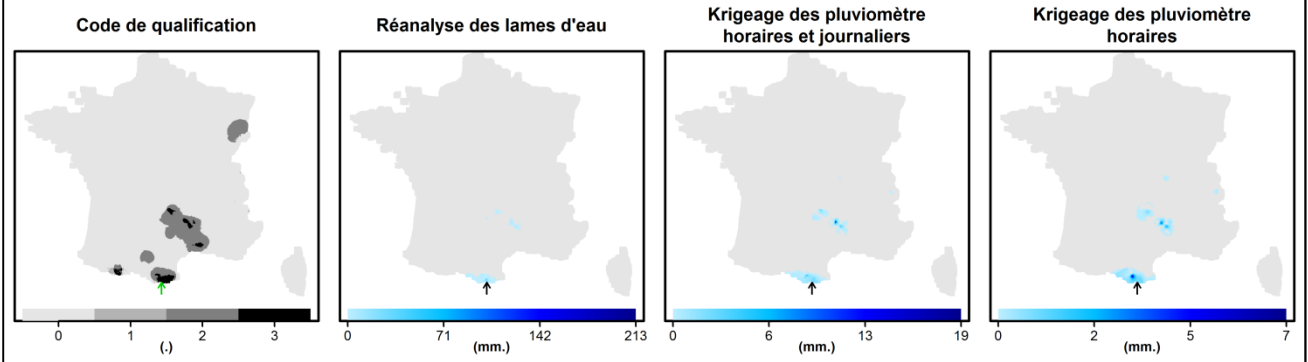 Code de qualification
Réanalyse des lames d'eau
Krigeage des pluviomètre
horaires et journaliers
Krigeage des pluviomètre
horaires
0 1 2 3
(.)
0 71 142 213
(mm.)
0 6 13 19
(mm.)
0 2 5 7
(mm.)